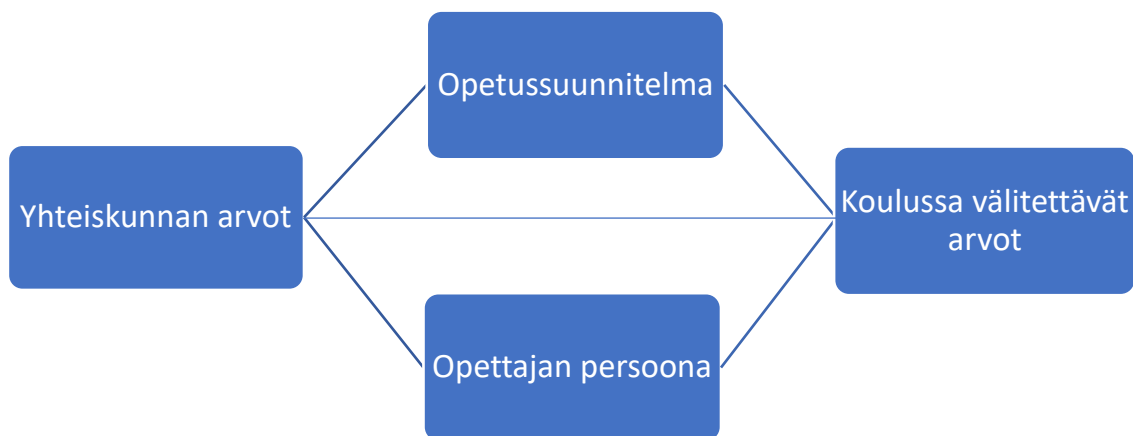 Opetussuunnitelma
Yhteiskunnan arvot
Koulussa välitettävät
arvot
Opettajan persoona